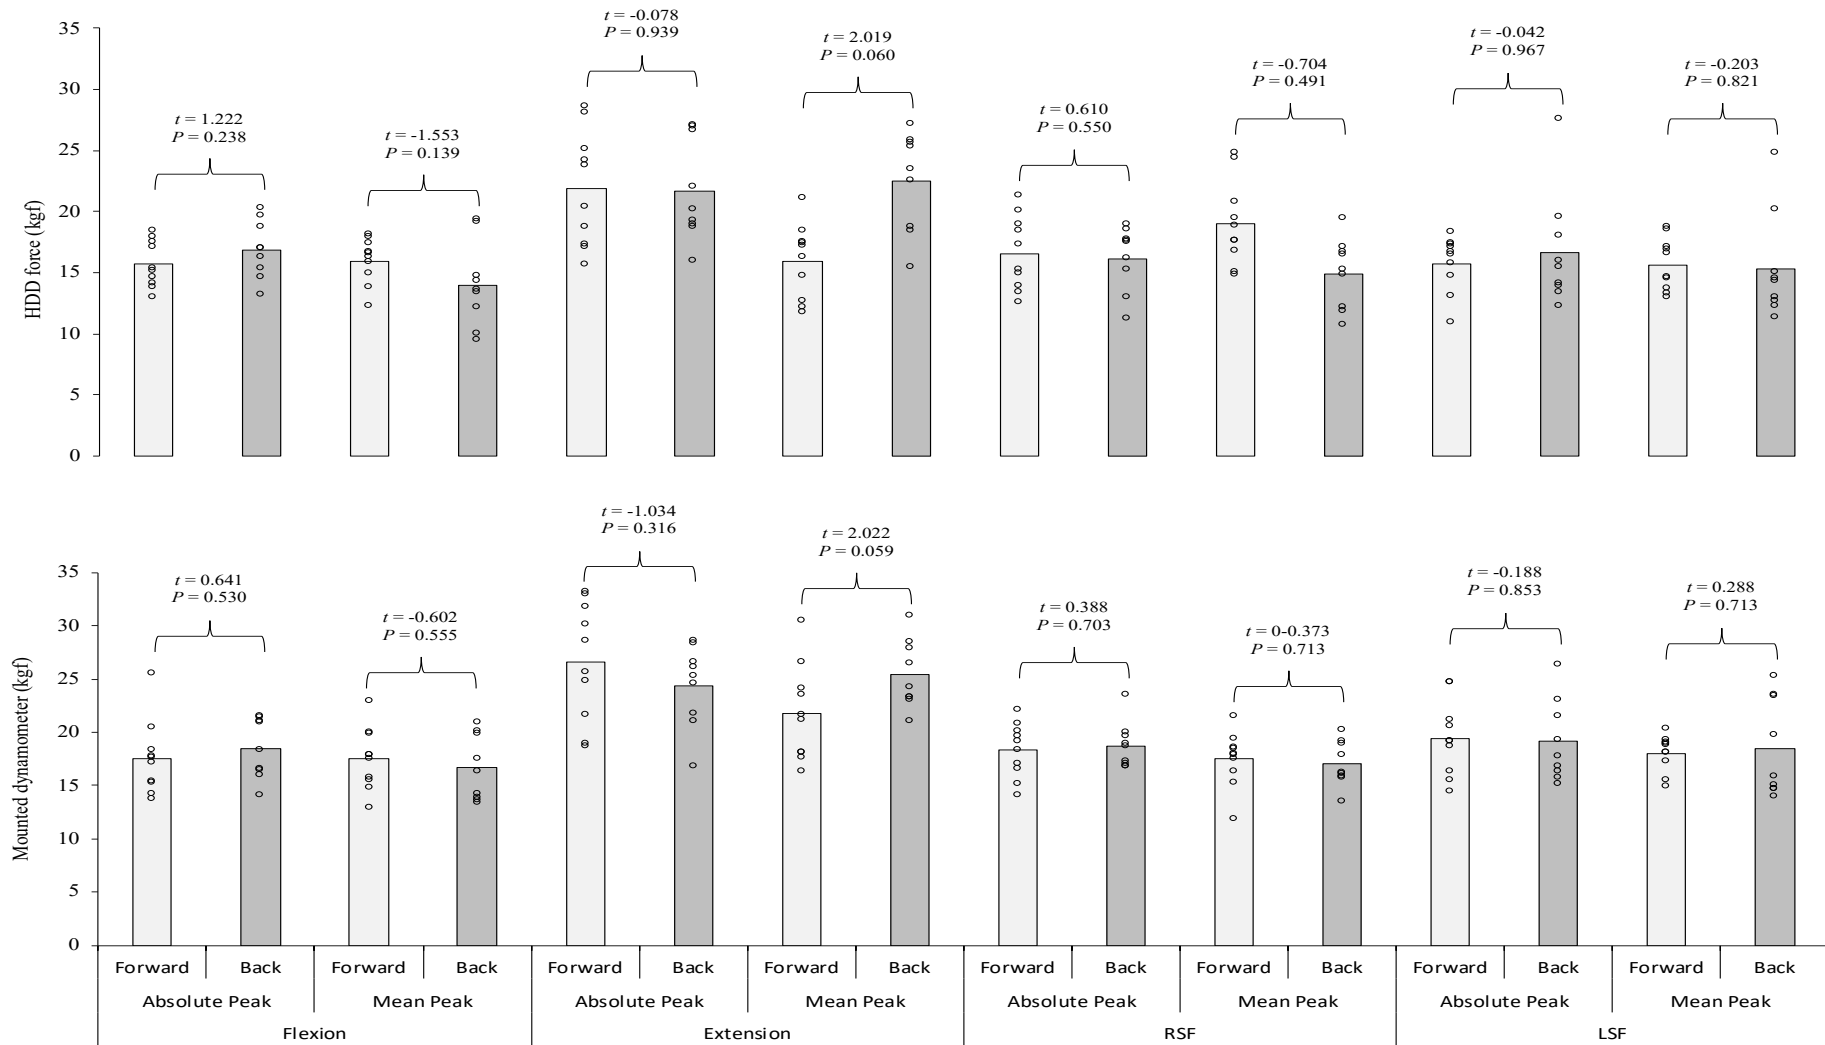 t = -0.078
P = 0.939
t = 2.019
P = 0.060
t = -0.042
P = 0.967
t = -0.704
P = 0.491
t = -0.203
P = 0.821
t = 0.610
P = 0.550
t = 1.222
P = 0.238
t = -1.553
P = 0.139
HDD force (kgf)
35
30
25
20
15
10
5
0
t = -1.034
P = 0.316
t = 2.022
P = 0.059
t = 0.641
P = 0.530
t = -0.602
P = 0.555
t = 0.388
P = 0.703
t = 0-0.373
P = 0.713
t = -0.188
P = 0.853
t = 0.288
P = 0.713
Mounted dynamometer (kgf)
35
30
25
20
15
10
5
0
Forward Back Forward Back Forward Back Forward Back Forward Back Forward Back Forward Back Forward Back
Absolute Peak Mean Peak Absolute Peak Mean Peak Absolute Peak Mean Peak Absolute Peak Mean Peak
Flexion Extension RSF LSF